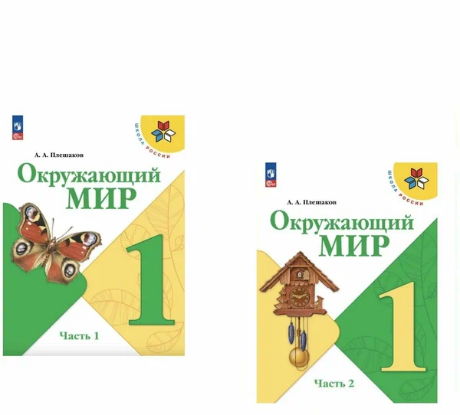 ШКОЛА РОССИИ
А. А. Плешаков
Окружающий
МИР
1
Часть 1
ШКОЛА РОССИИ
А. А. Плешаков
Окружающий
МИР
1
Часть 2